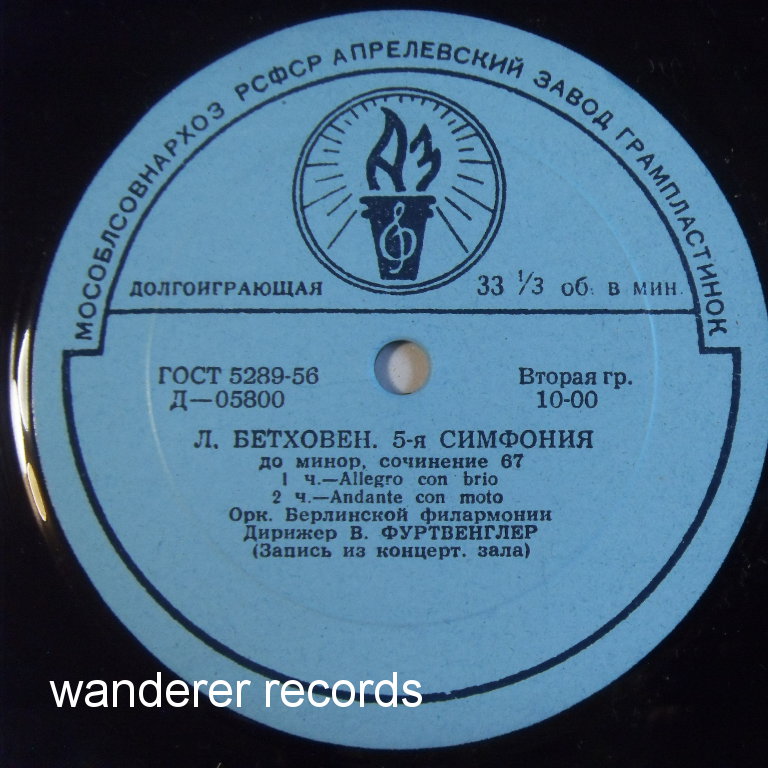 МОСОБЛСОВНАРХОЗ РСФСР АПРЕЛЕВСКИЙ ЗАВОД ГРАМПЛАСТИНОК
АЗ
ДОЛГОИГРАЮЩАЯ 33 1/3 об. в мин.
ГОСТ 5289-56 Вторая гр.
Д—05800 10-00
Л. БЕТХОВЕН. 5-я СИМФОНИЯ
до минор, сочинение 67
1 ч.—Allegro con brio
2 ч.—Andante con moto
Орк. Берлинской филармонии
Дирижер В. ФУРТВЕНГЛЕР
(Запись из концерт. зала)
wanderer records